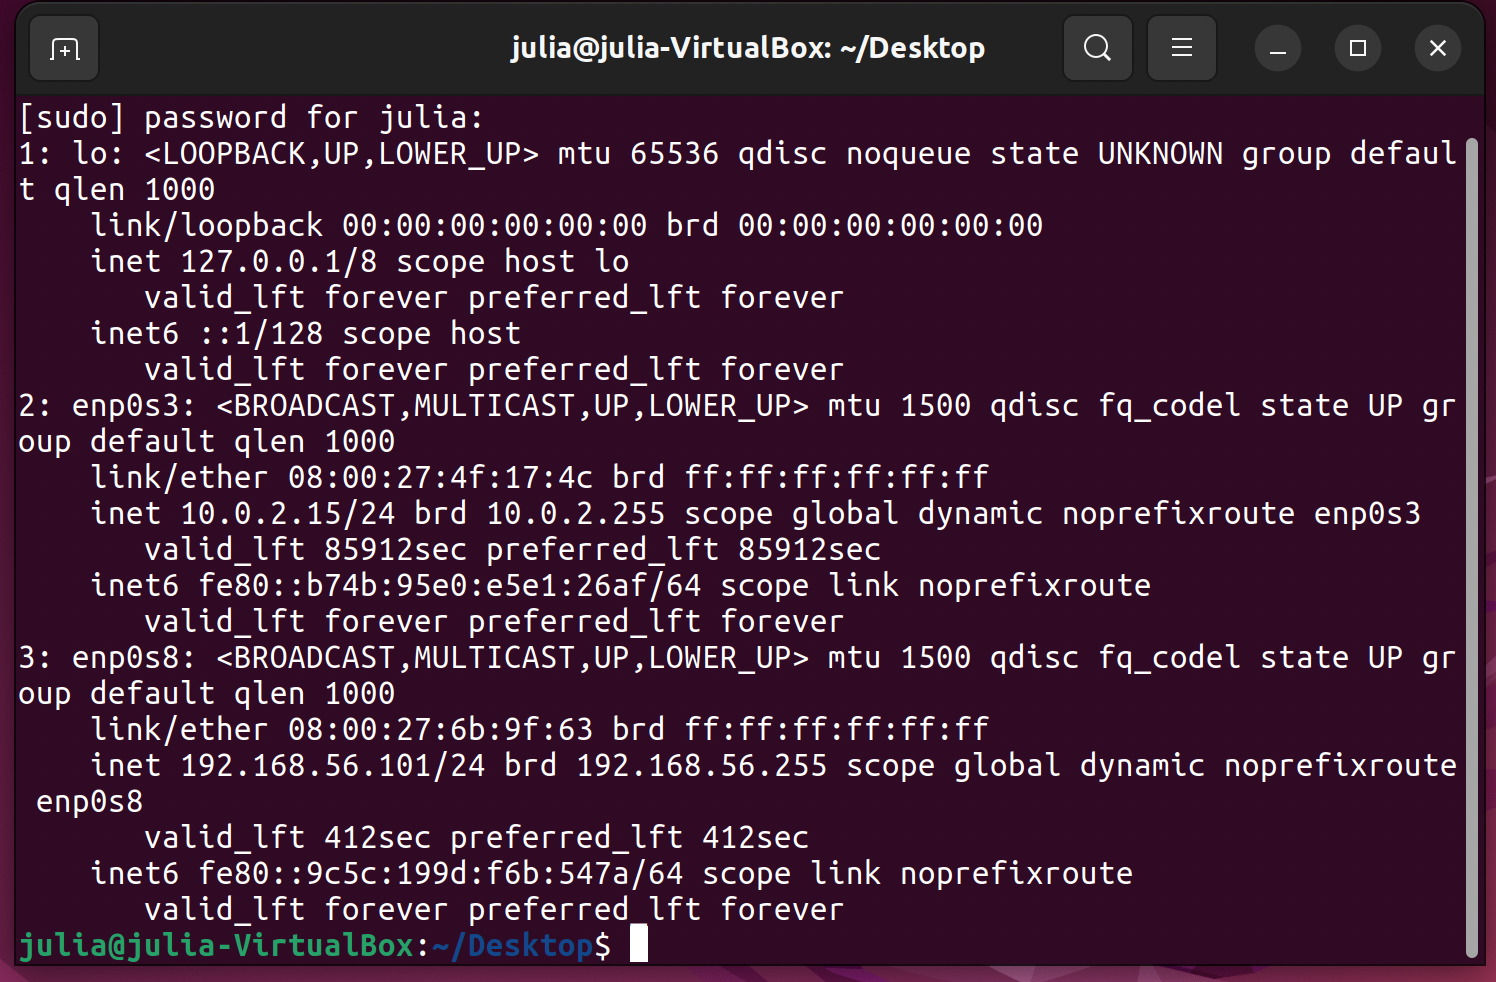 julia@julia-VirtualBox: ~/Desktop
[sudo] password for julia:
1: lo: <LOOPBACK,UP,LOWER_UP> mtu 65536 qdisc noqueue state UNKNOWN group defaul
t qlen 1000
    link/loopback 00:00:00:00:00:00 brd 00:00:00:00:00:00
    inet 127.0.0.1/8 scope host lo
       valid_lft forever preferred_lft forever
    inet6 ::1/128 scope host
       valid_lft forever preferred_lft forever
2: enp0s3: <BROADCAST,MULTICAST,UP,LOWER_UP> mtu 1500 qdisc fq_codel state UP gr
oup default qlen 1000
    link/ether 08:00:27:4f:17:4c brd ff:ff:ff:ff:ff:ff
    inet 10.0.2.15/24 brd 10.0.2.255 scope global dynamic noprefixroute enp0s3
       valid_lft 85912sec preferred_lft 85912sec
    inet6 fe80::b74b:95e0:e5e1:26af/64 scope link noprefixroute
       valid_lft forever preferred_lft forever
3: enp0s8: <BROADCAST,MULTICAST,UP,LOWER_UP> mtu 1500 qdisc fq_codel state UP gr
oup default qlen 1000
    link/ether 08:00:27:6b:9f:63 brd ff:ff:ff:ff:ff:ff
    inet 192.168.56.101/24 brd 192.168.56.255 scope global dynamic noprefixroute
 enp0s8
       valid_lft 412sec preferred_lft 412sec
    inet6 fe80::9c5c:199d:f6b:547a/64 scope link noprefixroute
       valid_lft forever preferred_lft forever
julia@julia-VirtualBox:~/Desktop$